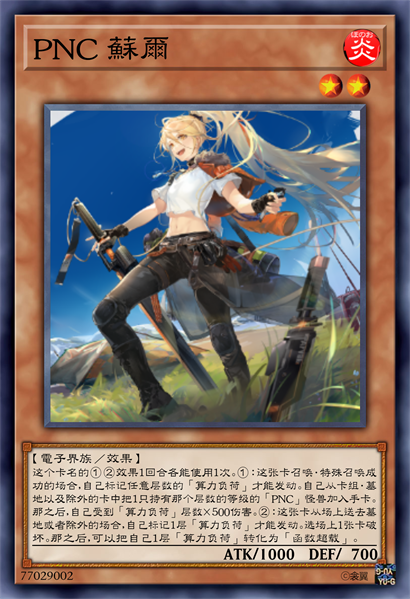 PNC 蘇爾
ほのお
炎
【電子界族／效果】
这个卡名的①②效果1回合各能使用1次。①：这张卡召唤·特殊召唤成
功的场合，自己标记任意层数的「算力负荷」才能发动。自己从卡组·墓
地以及除外的卡中把1只持有那个层数的等级的「PNC」怪兽加入手卡。
那之后，自己受到「算力负荷」层数×500伤害。②：这张卡从场上送去墓
地或者除外的场合，自己标记1层「算力负荷」才能发动。选场上1张卡破
坏。那之后，可以把自己1层「算力负荷」转化为「函数超载」。
ATK/1000 DEF/ 700
77029002
©裳翼